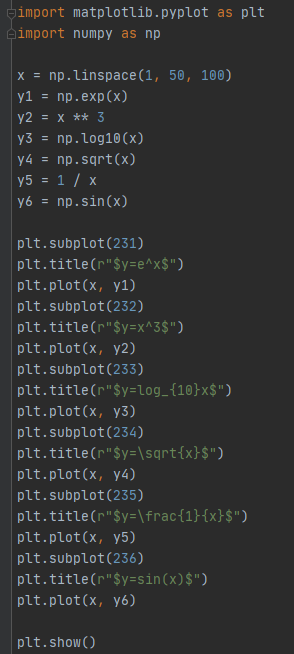 import matplotlib.pyplot as plt
import numpy as np
x = np.linspace(1, 50, 100)
y1 = np.exp(x)
y2 = x ** 3
y3 = np.log10(x)
y4 = np.sqrt(x)
y5 = 1 / x
y6 = np.sin(x)
plt.subplot(231)
plt.title(r"$y=e^x$")
plt.plot(x, y1)
plt.subplot(232)
plt.title(r"$y=x^3$")
plt.plot(x, y2)
plt.subplot(233)
plt.title(r"$y=log_{10}x$")
plt.plot(x, y3)
plt.subplot(234)
plt.title(r"$y=\sqrt{x}$")
plt.plot(x, y4)
plt.subplot(235)
plt.title(r"$y=\frac{1}{x}$")
plt.plot(x, y5)
plt.subplot(236)
plt.title(r"$y=sin(x)$")
plt.plot(x, y6)
plt.show()